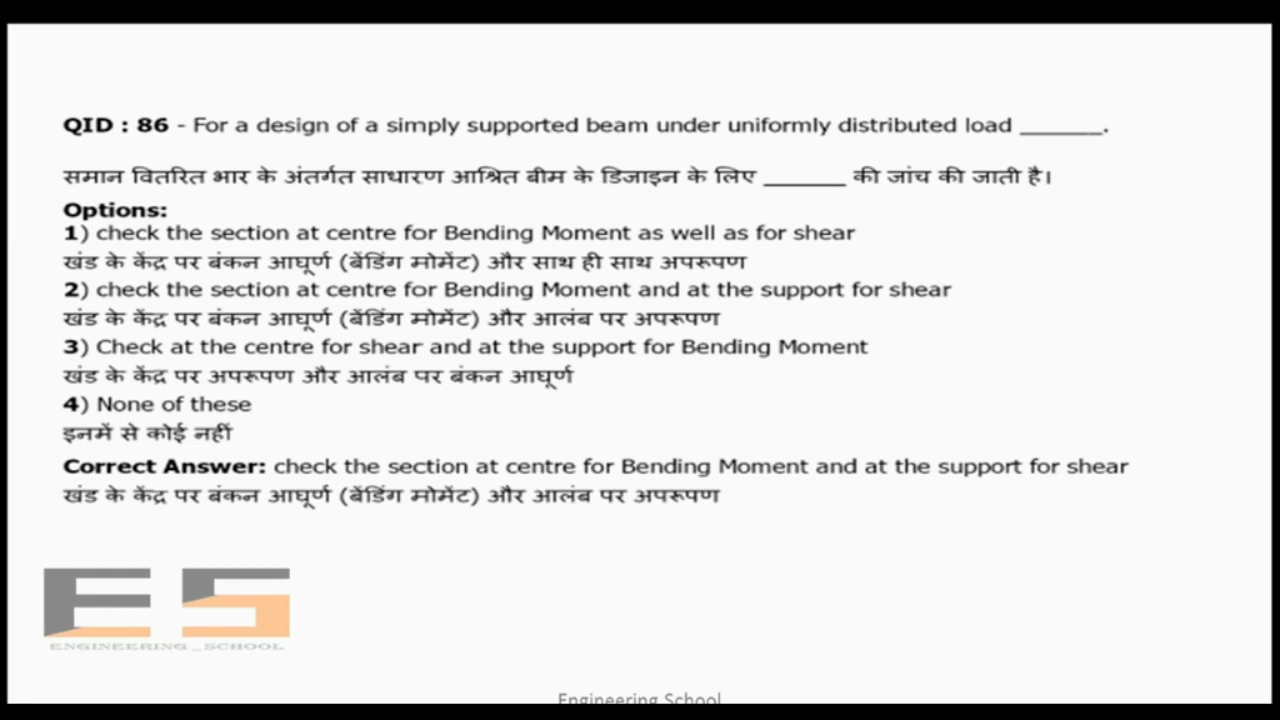 QID : 86 - For a design of a simply supported beam under uniformly distributed load _______.
समान वितरित भार के अंतर्गत साधारण आश्रित बीम के डिजाइन के लिए _______ की जांच की जाती है।
Options:
1) check the section at centre for Bending Moment as well as for shear
खंड के केंद्र पर बंकन आघूर्ण (बेंडिंग मोमेंट) और साथ ही साथ अपरूपण
2) check the section at centre for Bending Moment and at the support for shear
खंड के केंद्र पर बंकन आघूर्ण (बेंडिंग मोमेंट) और आलंब पर अपरूपण
3) Check at the centre for shear and at the support for Bending Moment
खंड के केंद्र पर अपरूपण और आलंब पर बंकन आघूर्ण
4) None of these
इनमें से कोई नहीं
Correct Answer: check the section at centre for Bending Moment and at the support for shear
खंड के केंद्र पर बंकन आघूर्ण (बेंडिंग मोमेंट) और आलंब पर अपरूपण
ES
ENGINEERING_SCHOOL
Engineering School